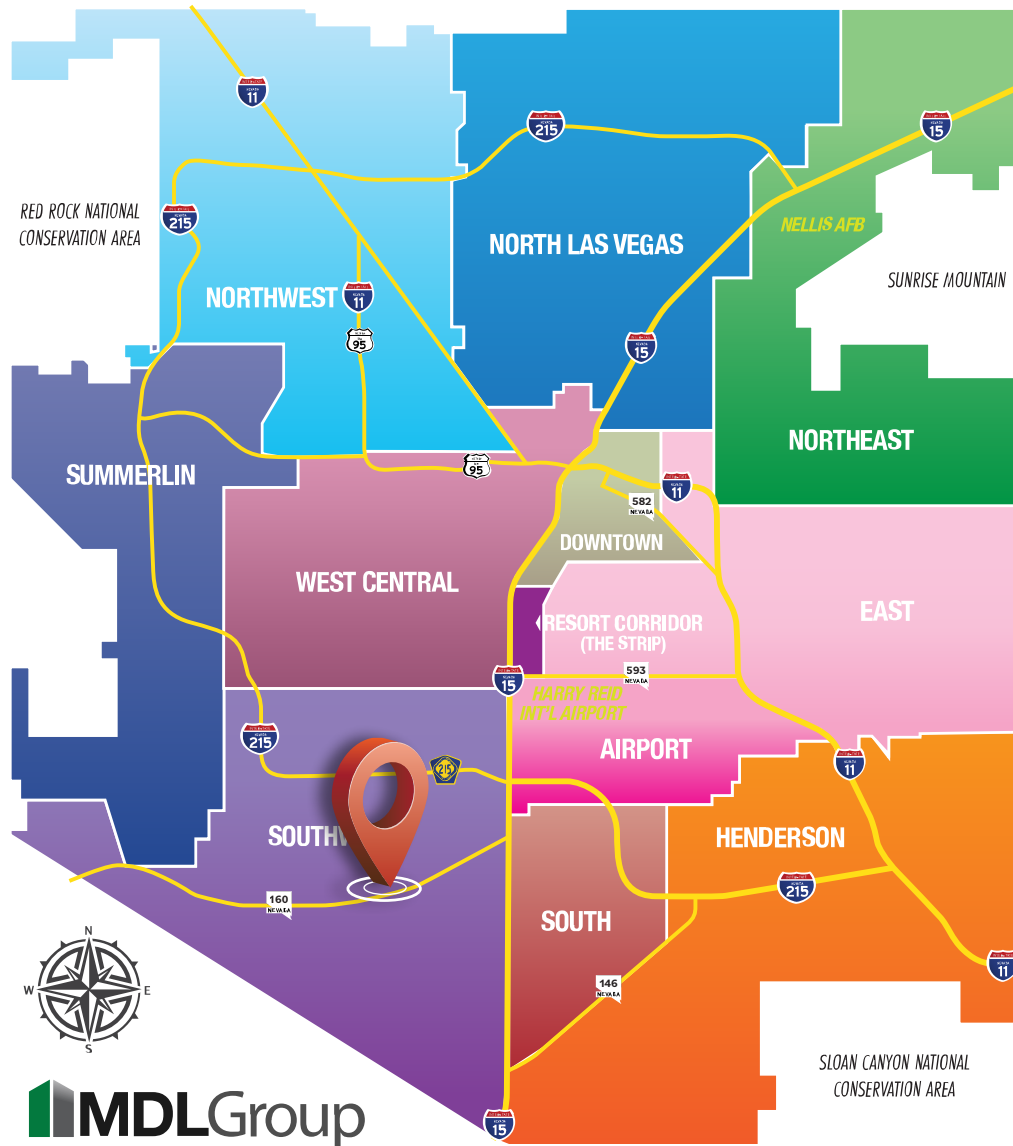 11
215
15
RED ROCK NATIONAL
CONSERVATION AREA
215
NELLIS AFB
NORTH LAS VEGAS
SUNRISE MOUNTAIN
NORTHWEST
11
95
15
NORTHEAST
SUMMERLIN
95
11
582
NEVADA
DOWNTOWN
WEST CENTRAL
EAST
RESORT CORRIDOR
(THE STRIP)
593
NEVADA
15
HARRY REID
INT'L AIRPORT
215
AIRPORT
11
215
SOUTHW
HENDERSON
215
160
NEVADA
SOUTH
N
W E
S
146
NEVADA
11
SLOAN CANYON NATIONAL
CONSERVATION AREA
MDLGroup
15